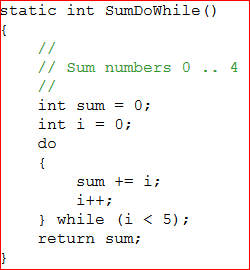 static int SumDoWhile()
{
    //
    // Sum numbers 0 .. 4
    //
    int sum = 0;
    int i = 0;
    do
    {
        sum += i;
        i++;
    } while (i < 5);
    return sum;
}